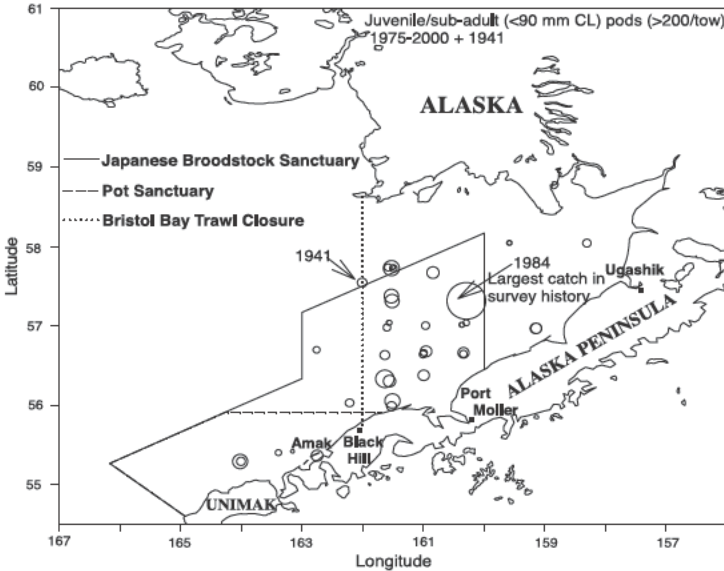 Juvenile/sub-adult (<90 mm CL) pods (>200/tow)
1975-2000 + 1941
ALASKA
Japanese Broodstock Sanctuary
Pot Sanctuary
Bristol Bay Trawl Closure
1941
1984
Largest catch in
survey history
Ugashik
ALASKA PENINSULA
Port
Moller
Amak
Black
Hill
UNIMAK
Latitude
61
60
59
58
57
56
55
167
165
163
161
159
157
Longitude